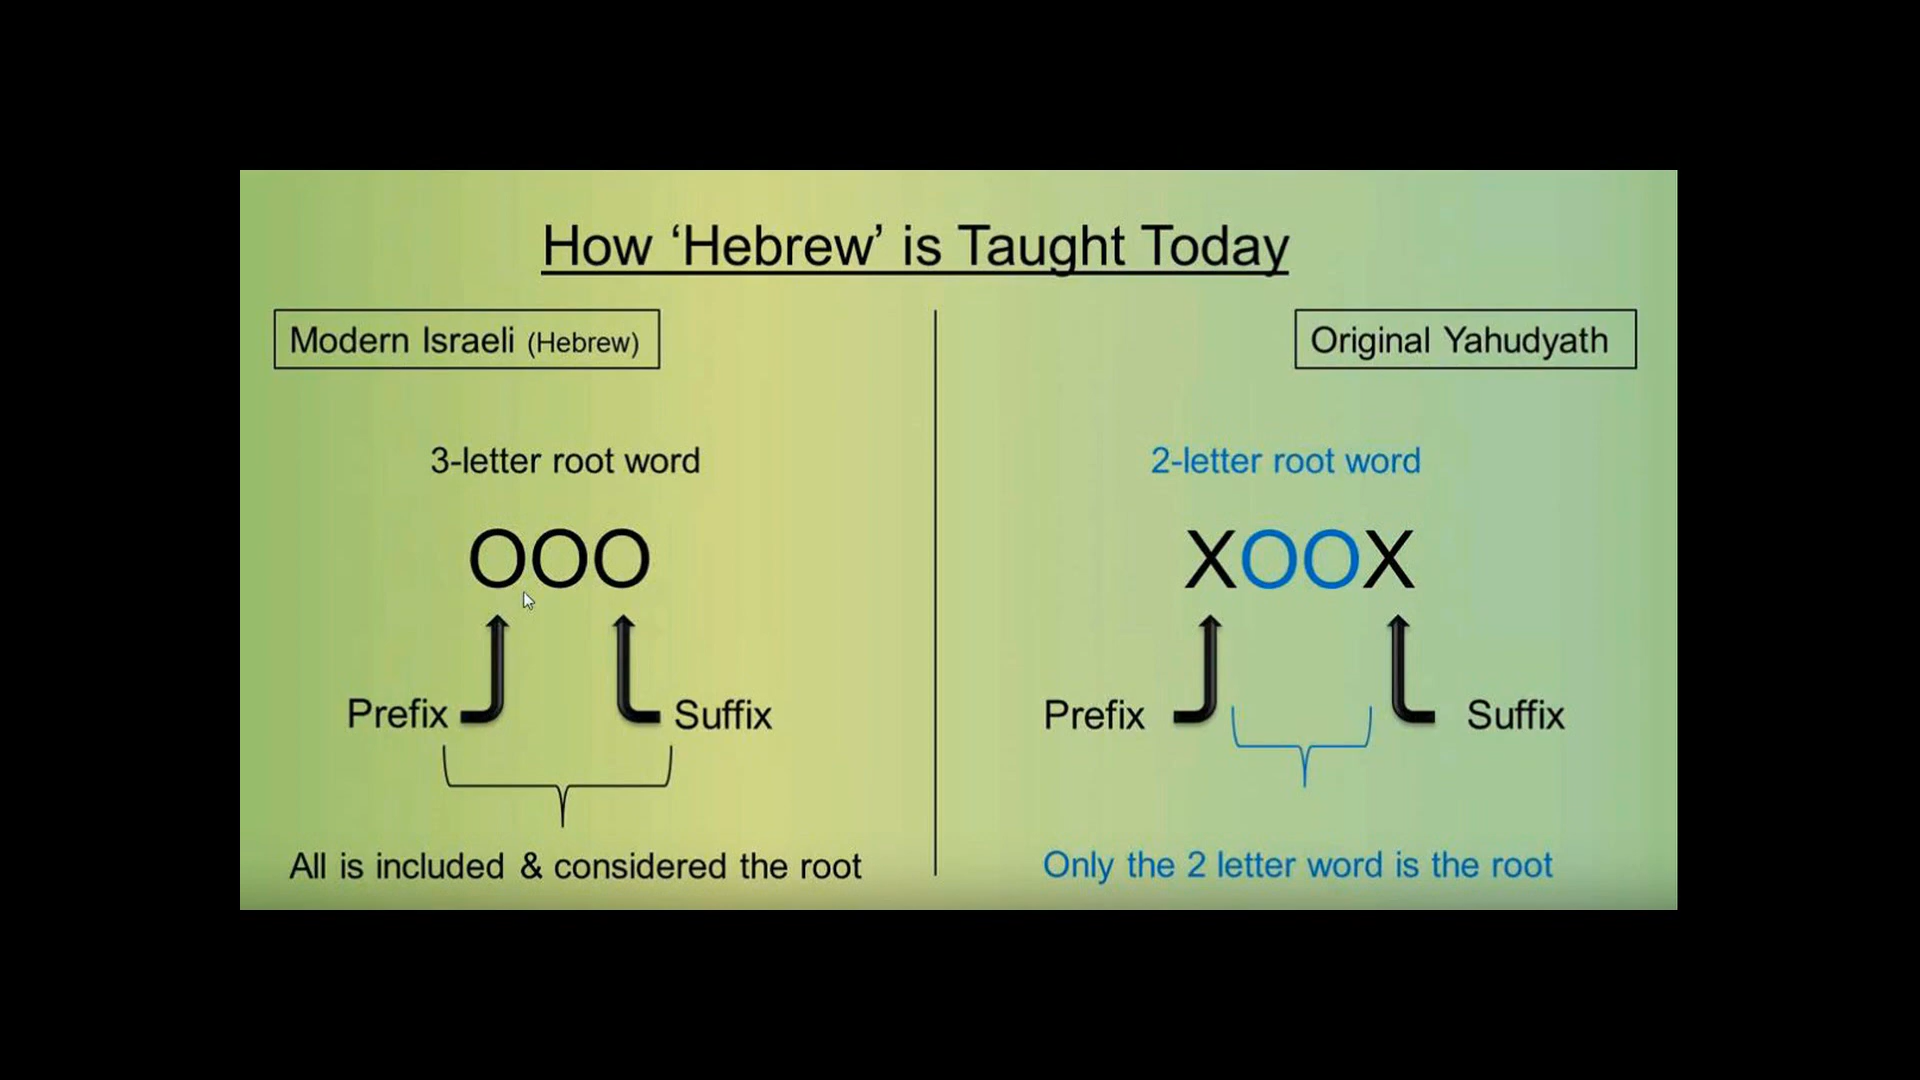 How ‘Hebrew’ is Taught Today
Modern Israeli (Hebrew)
3-letter root word
OOO
Prefix
Suffix
All is included & considered the root
Original Yahudyath
2-letter root word
XOOX
Prefix
Suffix
Only the 2 letter word is the root